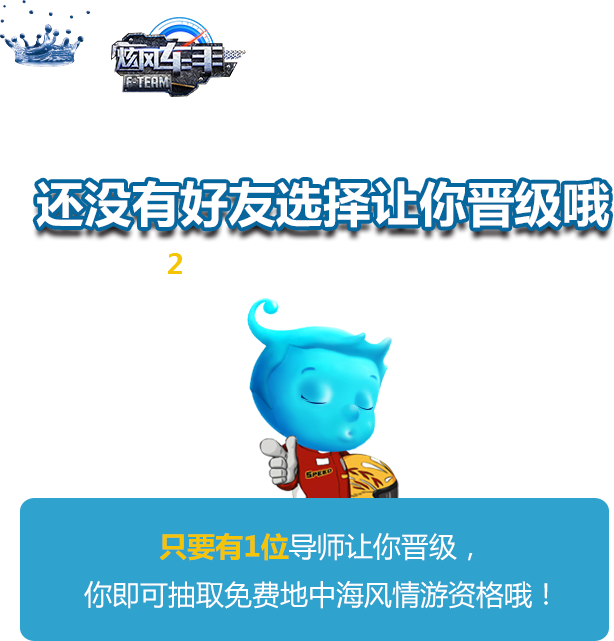 炫风车手
F-TEAM
还没有好友选择让你晋级哦
2
SPEED
只要有1位导师让你晋级，
你即可抽取免费地中海风情游资格哦！